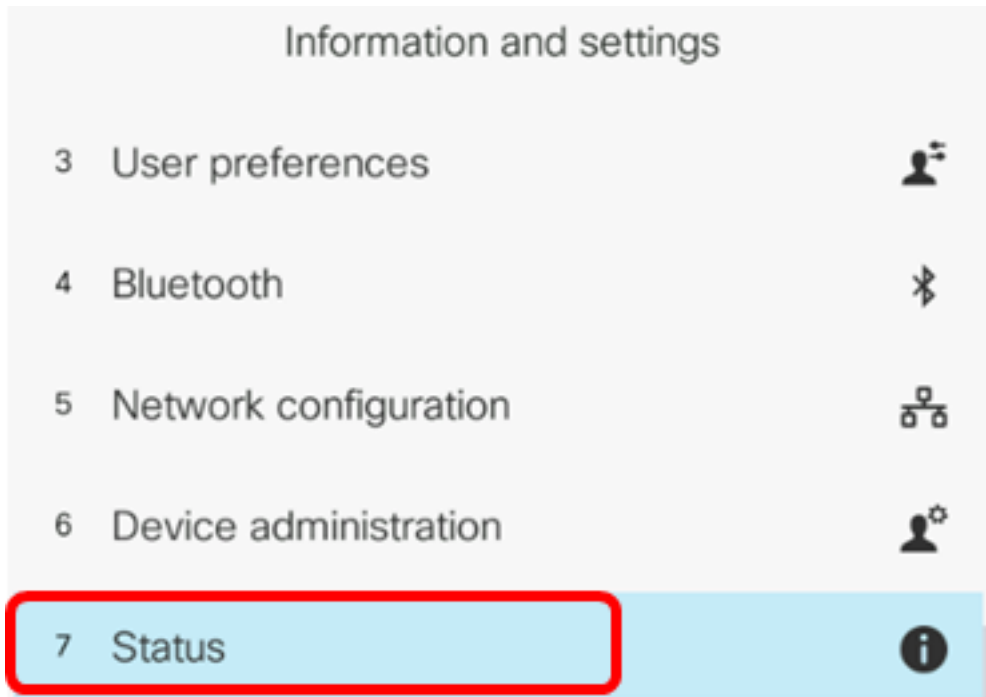 Information and settings
3 User preferences
4 Bluetooth
5 Network configuration
6 Device administration
7 Status